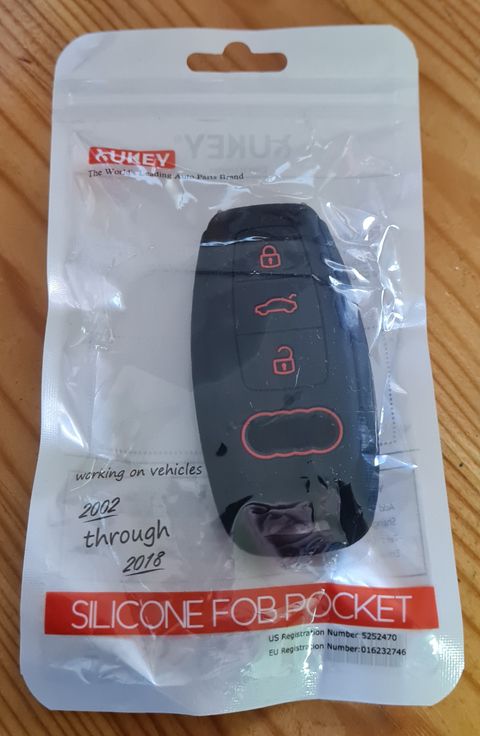 XUKEY
The World's Leading Auto Parts Brand
working on vehicles
2002
through
2018
SILICONE FOB POCKET
US Registration Number 5252470
EU Registration Number:016232746